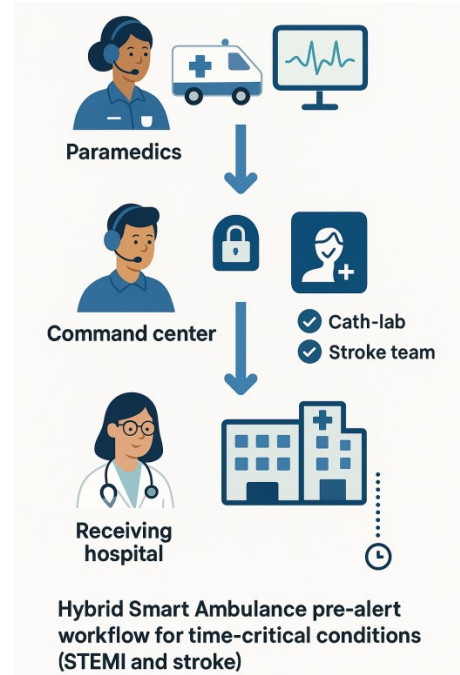 Paramedics
Command center
Cath-lab
Stroke team
Receiving
hospital
Hybrid Smart Ambulance pre-alert
workflow for time-critical conditions
(STEMI and stroke)